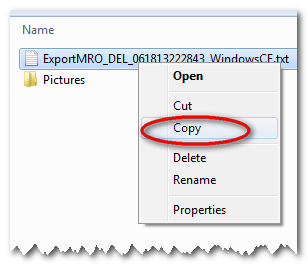 Name
ExportMRO_DEL_061813222843_WindowsCE.txt
Pictures
Open
Cut
Copy
Delete
Rename
Properties